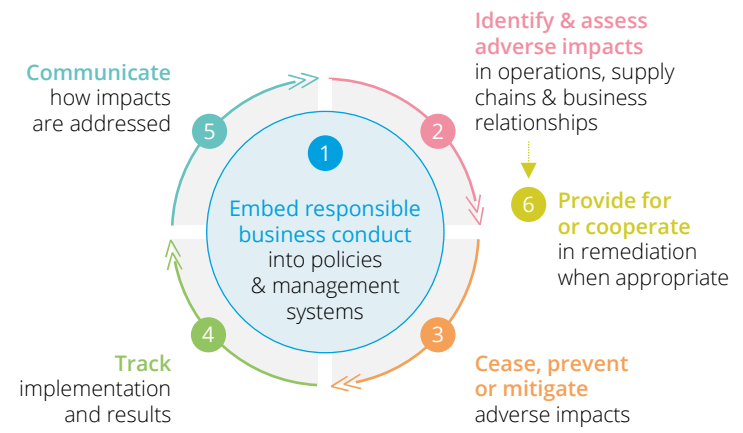 1
Embed responsible
business conduct
into policies
& management
systems
2
Identify & assess
adverse impacts
in operations, supply
chains & business
relationships
3
Cease, prevent
or mitigate
adverse impacts
4
Track
implementation
and results
5
Communicate
how impacts
are addressed
6
Provide for
or cooperate
in remediation
when appropriate